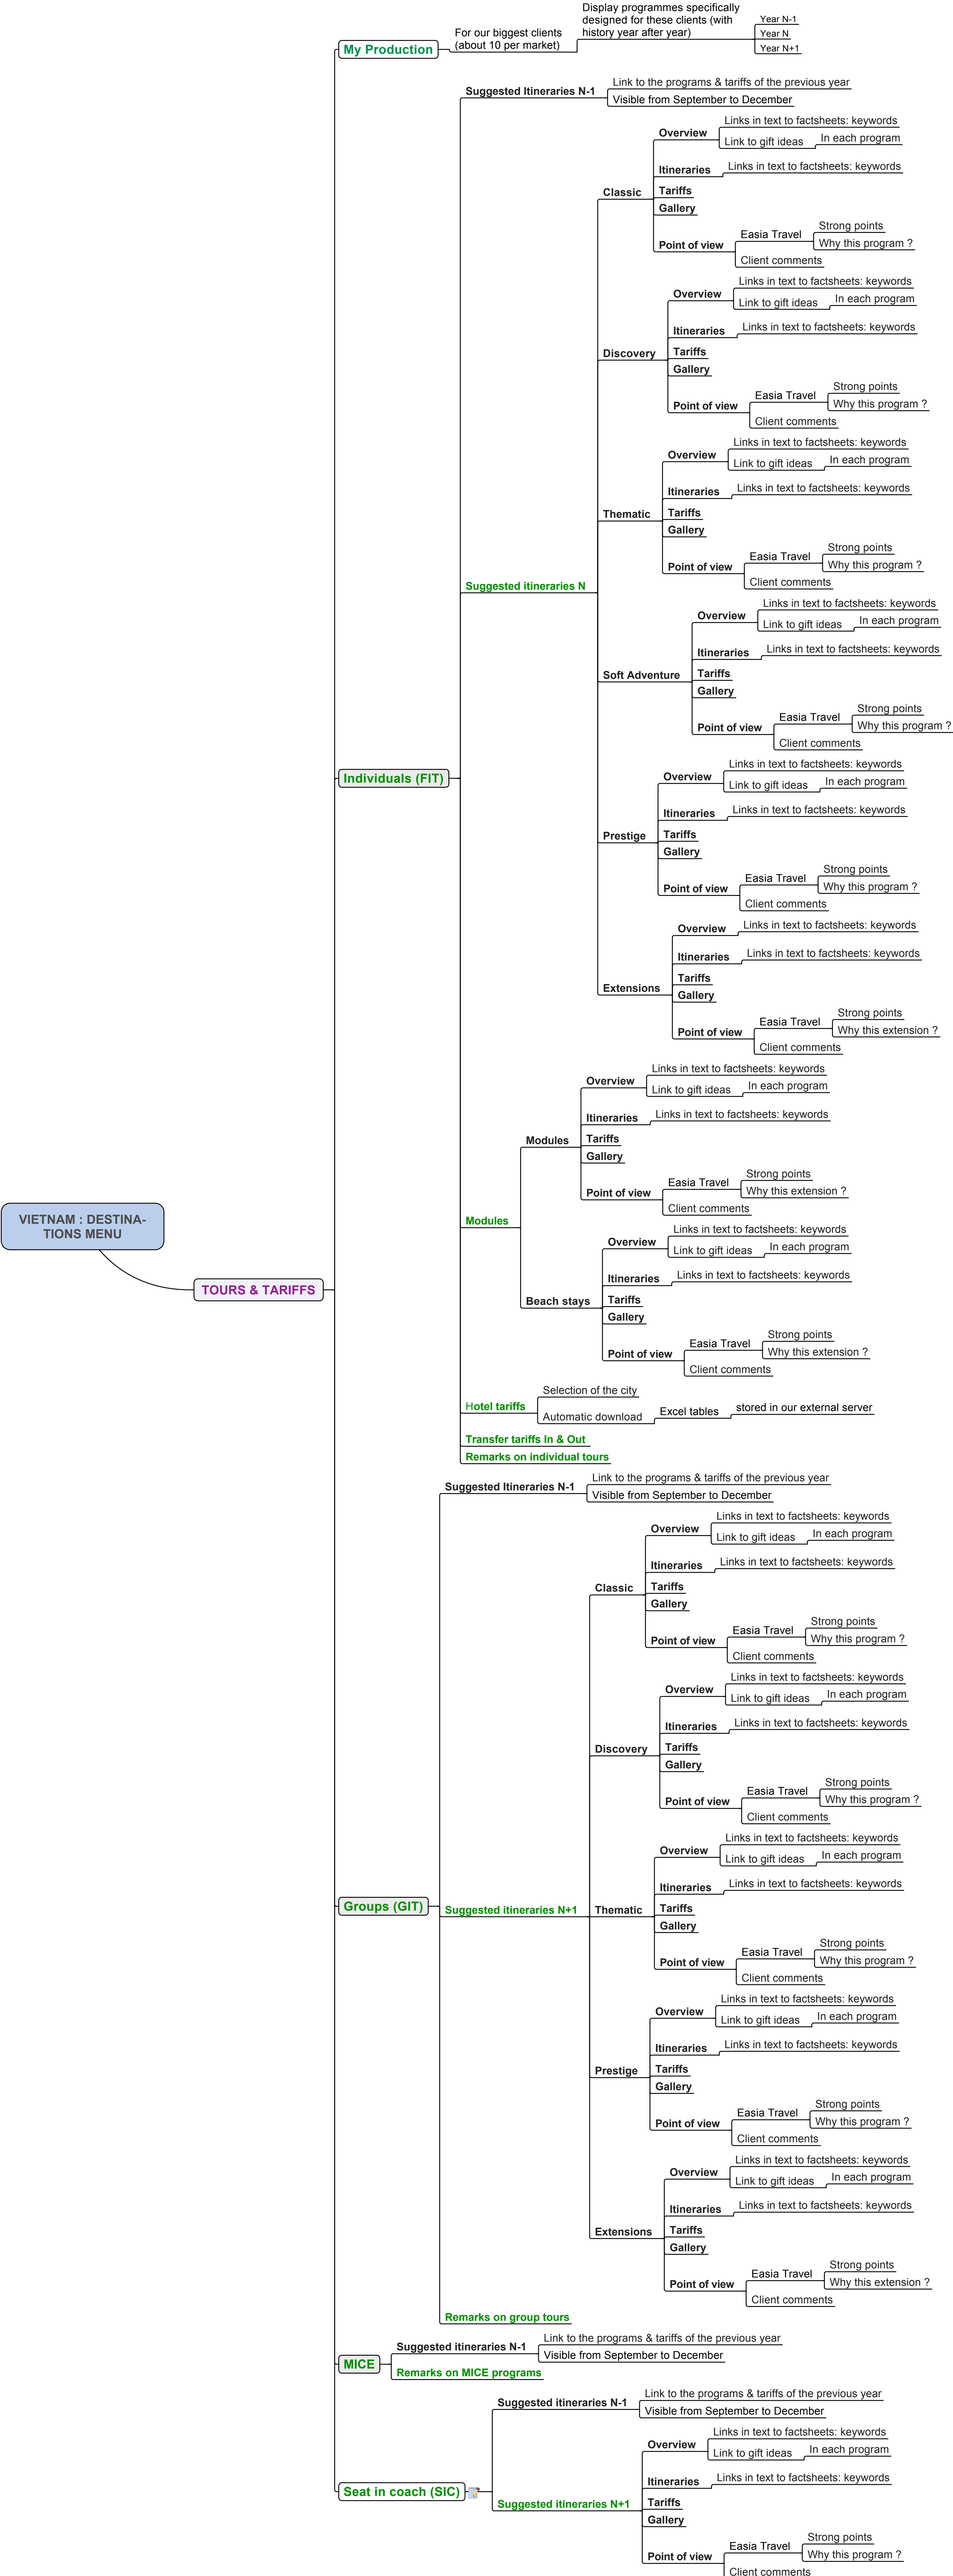 VIETNAM : DESTINA-
TIONS MENU
TOURS & TARIFFS
My Production
For our biggest clients
(about 10 per market)
Display programmes specifically
designed for these clients (with
history year after year)
Year N-1
Year N
Year N+1
Individuals (FIT)
Suggested Itineraries N-1
Link to the programs & tariffs of the previous year
Visible from September to December
Suggested itineraries N
Classic
Overview
Links in text to factsheets: keywords
Link to gift ideas
In each program
Itineraries
Links in text to factsheets: keywords
Tariffs
Gallery
Point of view
Easia Travel
Strong points
Why this program ?
Client comments
Discovery
Overview
Links in text to factsheets: keywords
Link to gift ideas
In each program
Itineraries
Links in text to factsheets: keywords
Tariffs
Gallery
Point of view
Easia Travel
Strong points
Why this program ?
Client comments
Thematic
Overview
Links in text to factsheets: keywords
Link to gift ideas
In each program
Itineraries
Links in text to factsheets: keywords
Tariffs
Gallery
Point of view
Easia Travel
Strong points
Why this program ?
Client comments
Soft Adventure
Overview
Links in text to factsheets: keywords
Link to gift ideas
In each program
Itineraries
Links in text to factsheets: keywords
Tariffs
Gallery
Point of view
Easia Travel
Strong points
Why this program ?
Client comments
Prestige
Overview
Links in text to factsheets: keywords
Link to gift ideas
In each program
Itineraries
Links in text to factsheets: keywords
Tariffs
Gallery
Point of view
Easia Travel
Strong points
Why this program ?
Client comments
Extensions
Overview
Links in text to factsheets: keywords
Itineraries
Links in text to factsheets: keywords
Tariffs
Gallery
Point of view
Easia Travel
Strong points
Why this extension ?
Client comments
Modules
Modules
Overview
Links in text to factsheets: keywords
Link to gift ideas
In each program
Itineraries
Links in text to factsheets: keywords
Tariffs
Gallery
Point of view
Easia Travel
Strong points
Why this extension ?
Client comments
Beach stays
Overview
Links in text to factsheets: keywords
Link to gift ideas
In each program
Itineraries
Links in text to factsheets: keywords
Tariffs
Gallery
Point of view
Easia Travel
Strong points
Why this extension ?
Client comments
Hotel tariffs
Selection of the city
Automatic download
Excel tables
stored in our external server
Transfer tariffs In & Out
Remarks on individual tours
Groups (GIT)
Suggested Itineraries N-1
Link to the programs & tariffs of the previous year
Visible from September to December
Suggested itineraries N+1
Classic
Overview
Links in text to factsheets: keywords
Link to gift ideas
In each program
Itineraries
Links in text to factsheets: keywords
Tariffs
Gallery
Point of view
Easia Travel
Strong points
Why this program ?
Client comments
Discovery
Overview
Links in text to factsheets: keywords
Link to gift ideas
In each program
Itineraries
Links in text to factsheets: keywords
Tariffs
Gallery
Point of view
Easia Travel
Strong points
Why this program ?
Client comments
Thematic
Overview
Links in text to factsheets: keywords
Link to gift ideas
In each program
Itineraries
Links in text to factsheets: keywords
Tariffs
Gallery
Point of view
Easia Travel
Strong points
Why this program ?
Client comments
Prestige
Overview
Links in text to factsheets: keywords
Link to gift ideas
In each program
Itineraries
Links in text to factsheets: keywords
Tariffs
Gallery
Point of view
Easia Travel
Strong points
Why this program ?
Client comments
Extensions
Overview
Links in text to factsheets: keywords
Link to gift ideas
In each program
Itineraries
Links in text to factsheets: keywords
Tariffs
Gallery
Point of view
Easia Travel
Strong points
Why this extension ?
Client comments
Remarks on group tours
MICE
Suggested itineraries N-1
Link to the programs & tariffs of the previous year
Visible from September to December
Remarks on MICE programs
Seat in coach (SIC)
Suggested itineraries N-1
Link to the programs & tariffs of the previous year
Visible from September to December
Suggested itineraries N+1
Overview
Links in text to factsheets: keywords
Link to gift ideas
In each program
Itineraries
Links in text to factsheets: keywords
Tariffs
Gallery
Point of view
Easia Travel
Strong points
Why this program ?
Client comments